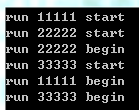 run 11111 start
run 22222 start
run 22222 begin
run 33333 start
run 11111 begin
run 33333 begin